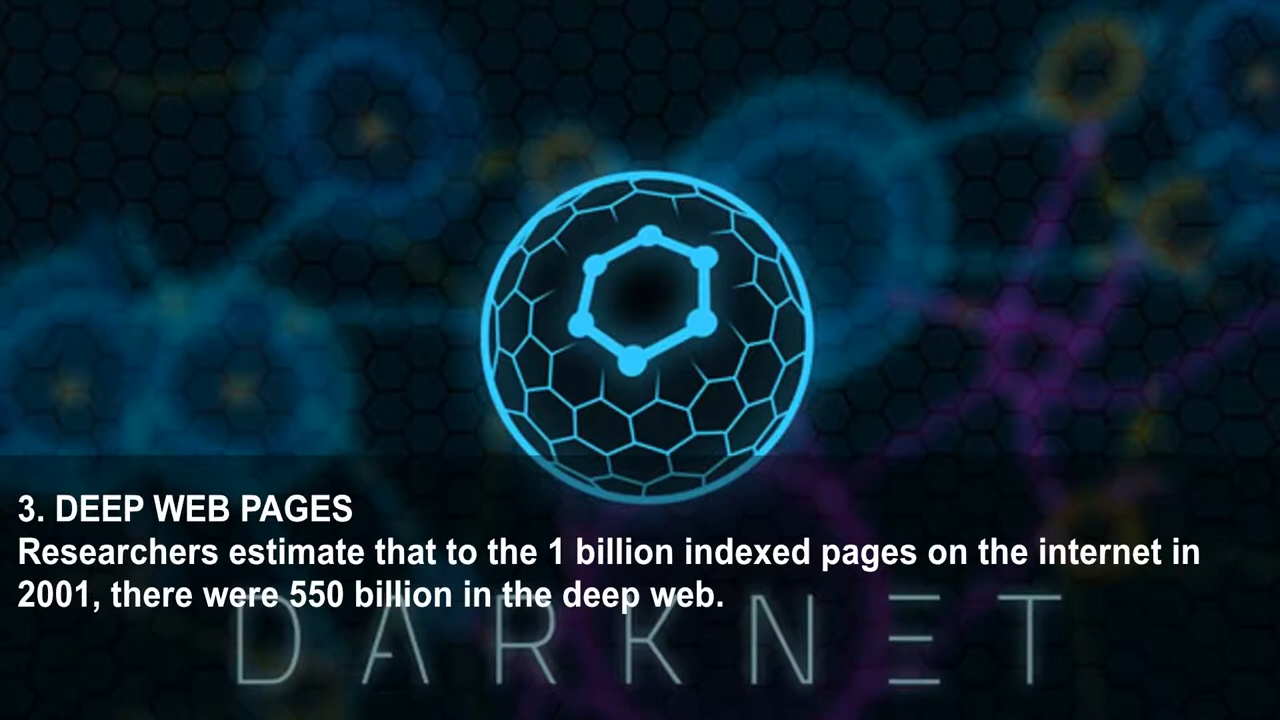 3. DEEP WEB PAGES
Researchers estimate that to the 1 billion indexed pages on the internet in
2001, there were 550 billion in the deep web.
DARKNET